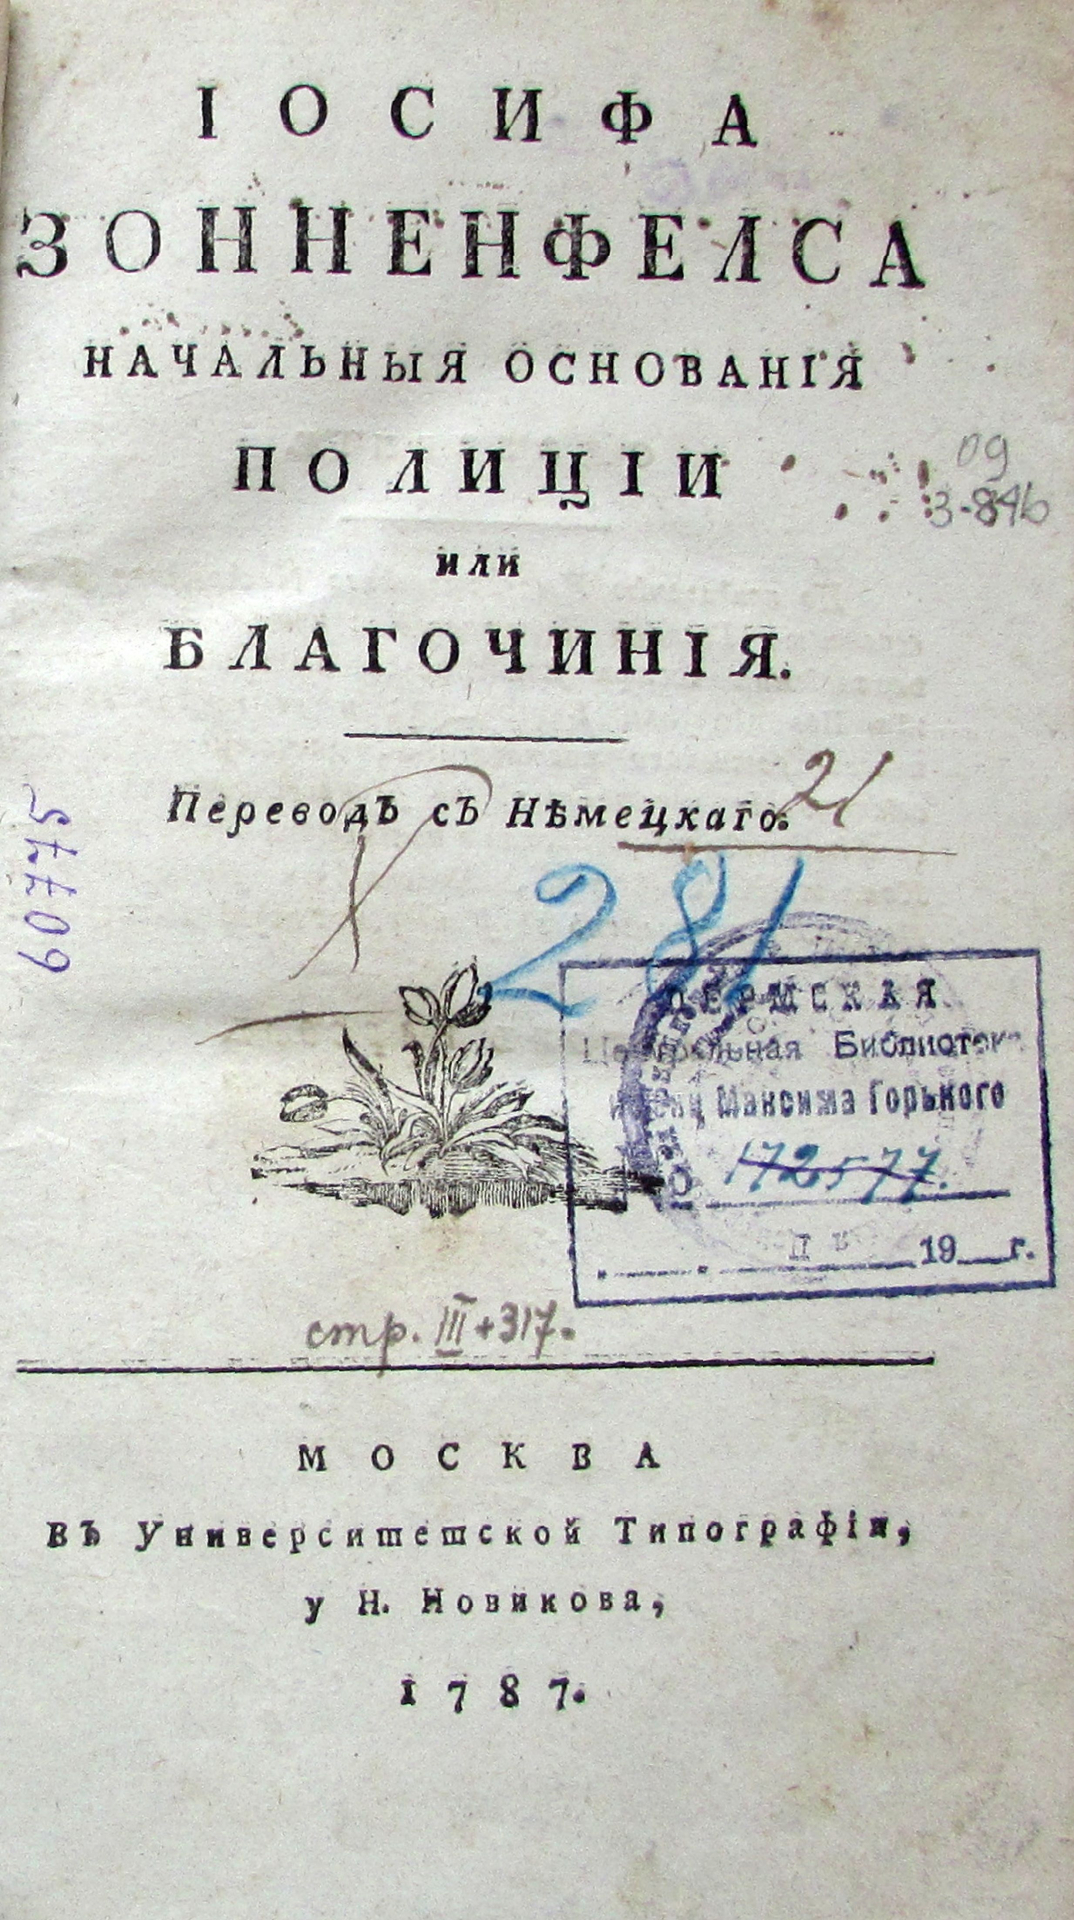 ІОСИФА
ЗОННЕНФЕЛСА
НАЧАЛЬНЫЯ ОСНОВАНІЯ
ПОЛИЦІИ
ИЛИ
БЛАГОЧИНІЯ.
Переводъ съ Нѣмецкаго.
21
281
57709
09
3-846
ПЕРМСКАЯ
Центральная Библиотека
имени Максима Горького
172577.
19 г.
стр. III+317.
МОСКВА
Въ Университетской Типографіи,
у Н. Новикова,
1787.